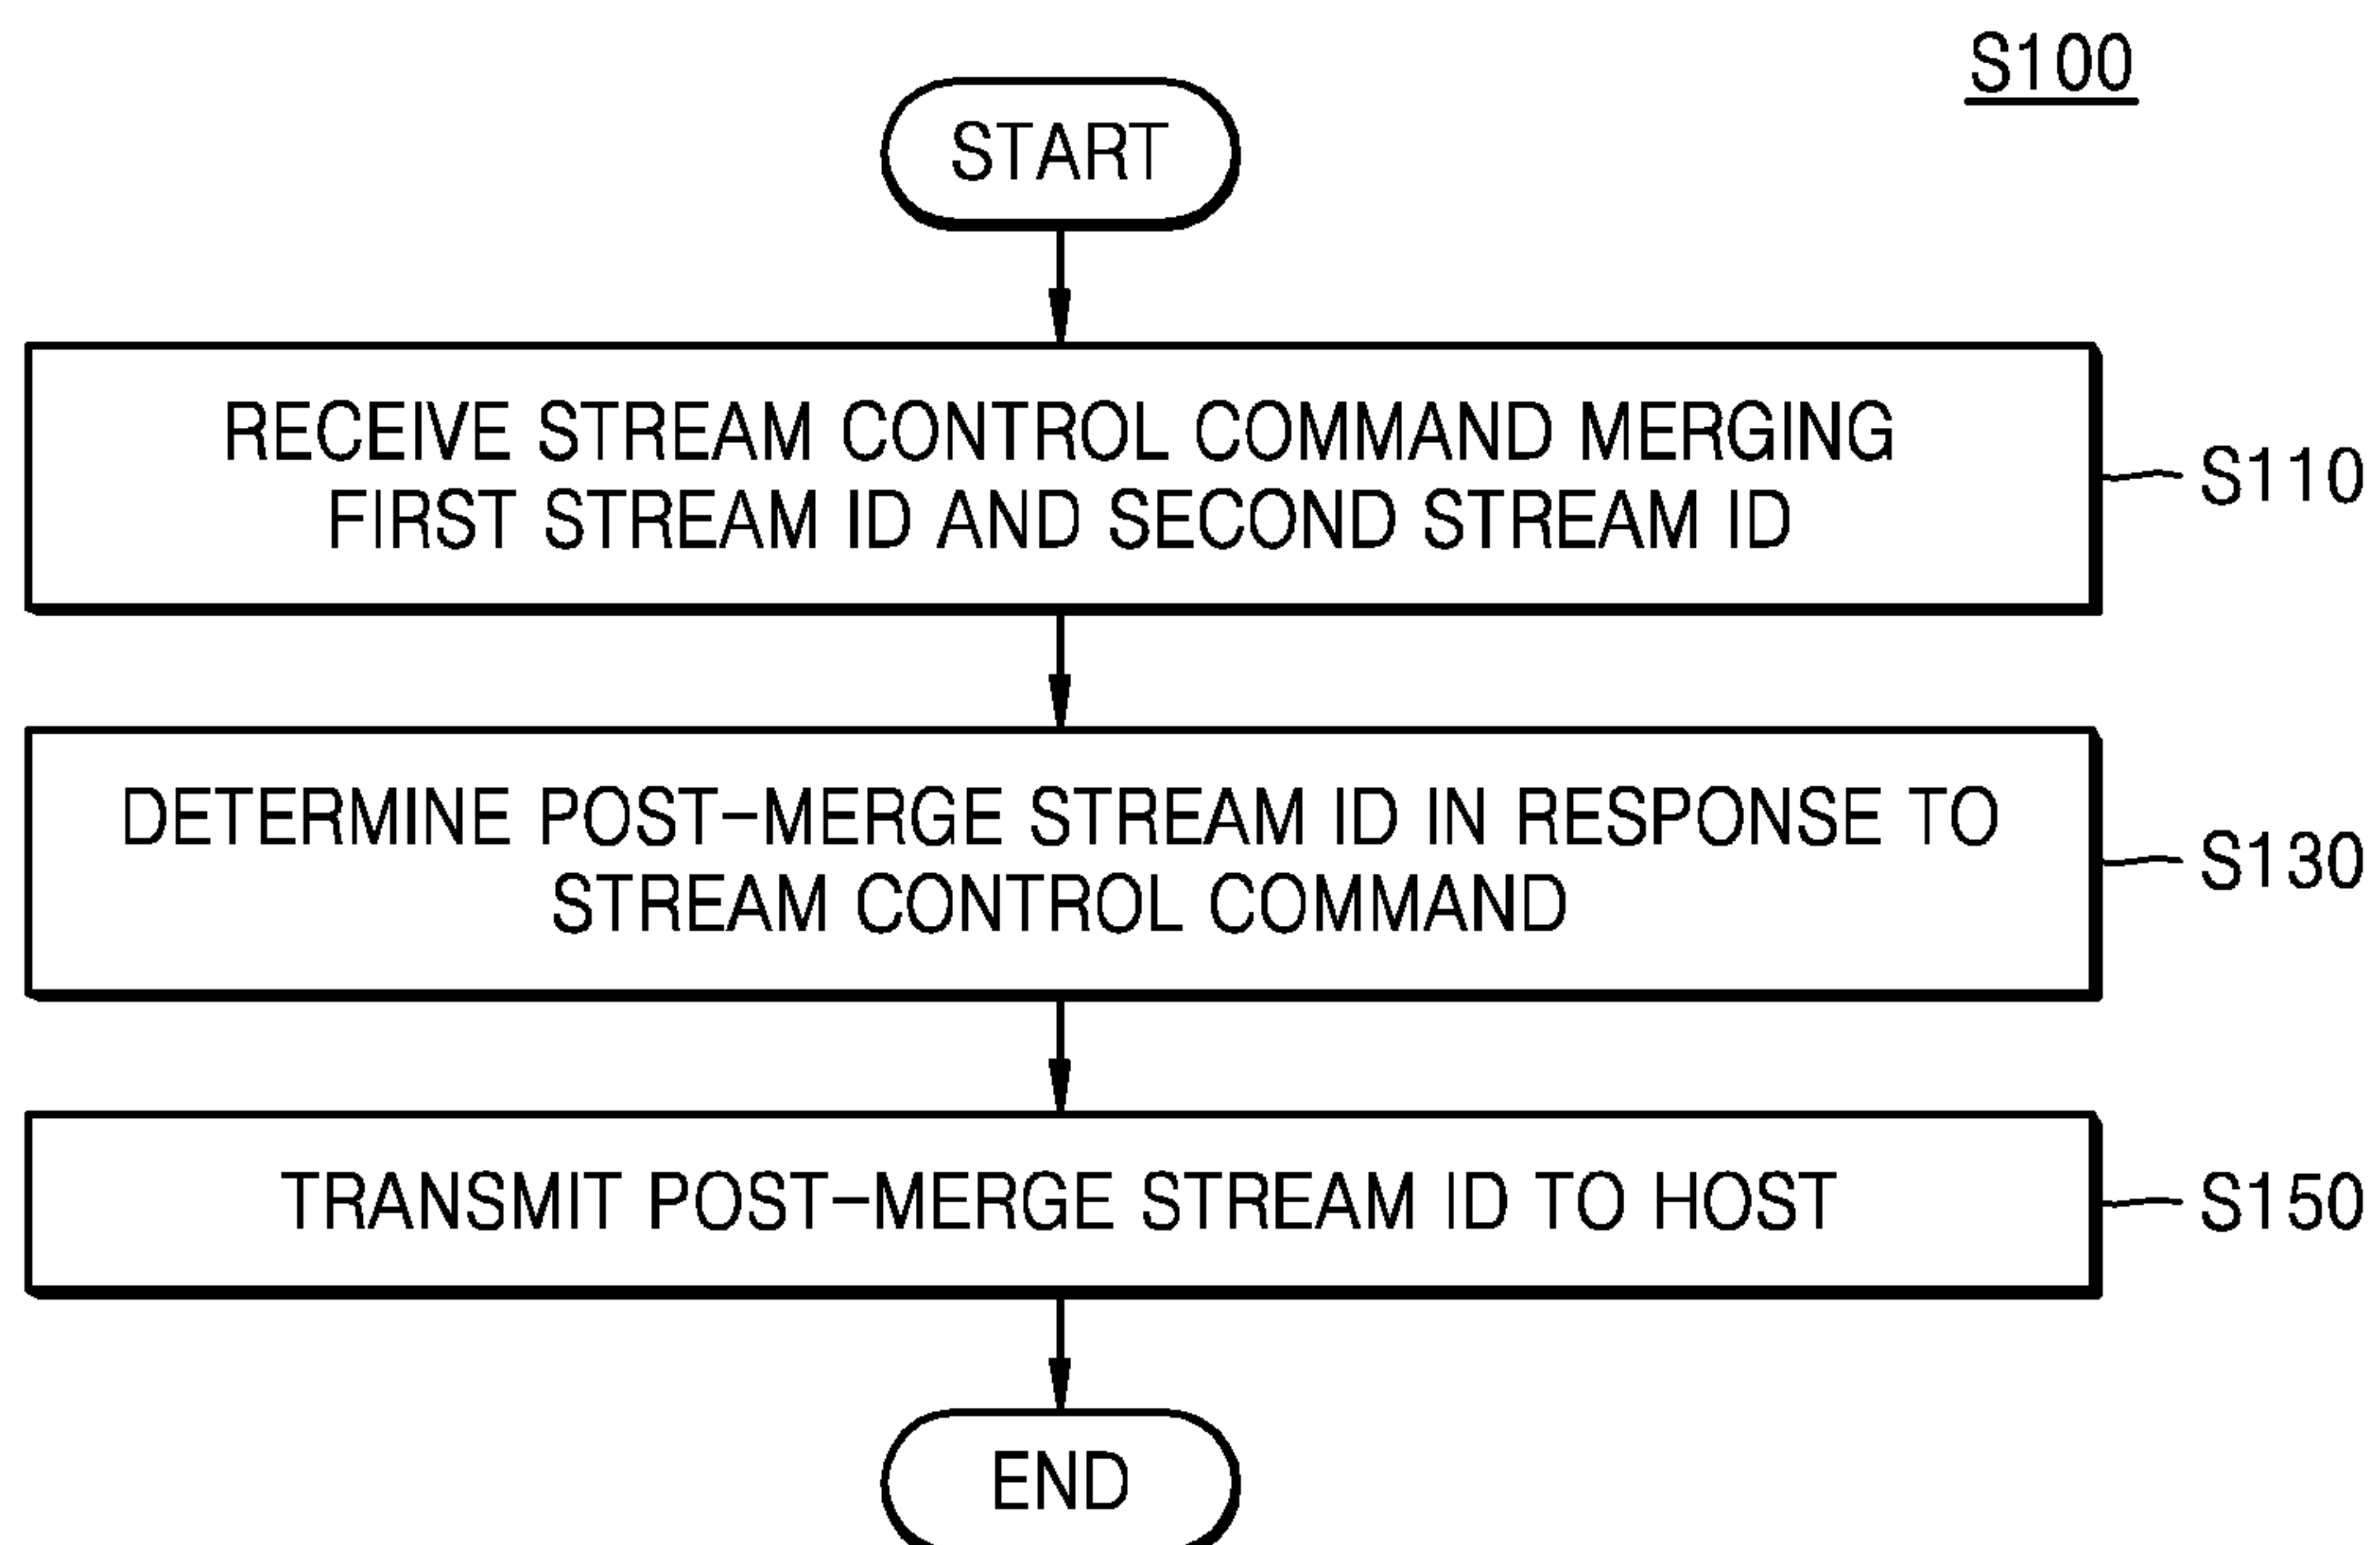 S100
START
RECEIVE STREAM CONTROL COMMAND MERGING
FIRST STREAM ID AND SECOND STREAM ID
S110
DETERMINE POST-MERGE STREAM ID IN RESPONSE TO
STREAM CONTROL COMMAND
S130
TRANSMIT POST-MERGE STREAM ID TO HOST
S150
END